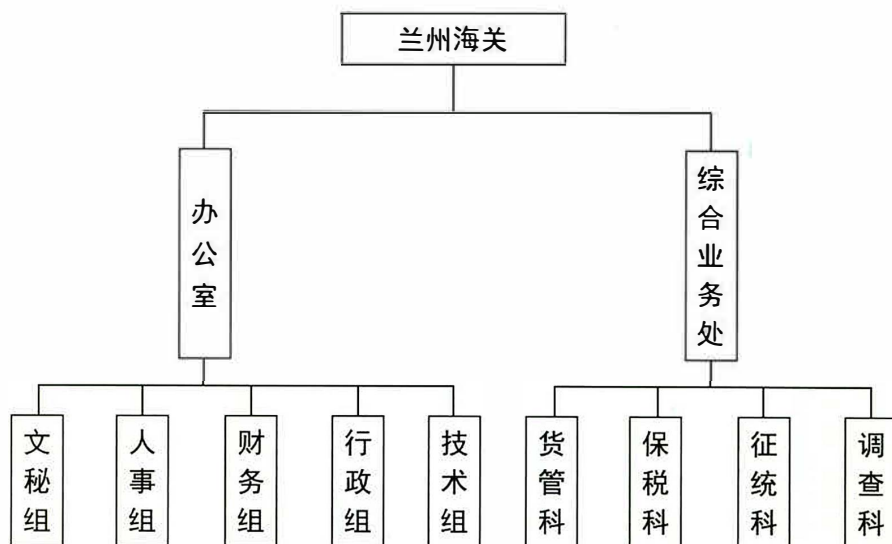 兰州海关
办公室
综合业务处
文秘组
人事组
财务组
行政组
技术组
货管科
保税科
征统科
调查科